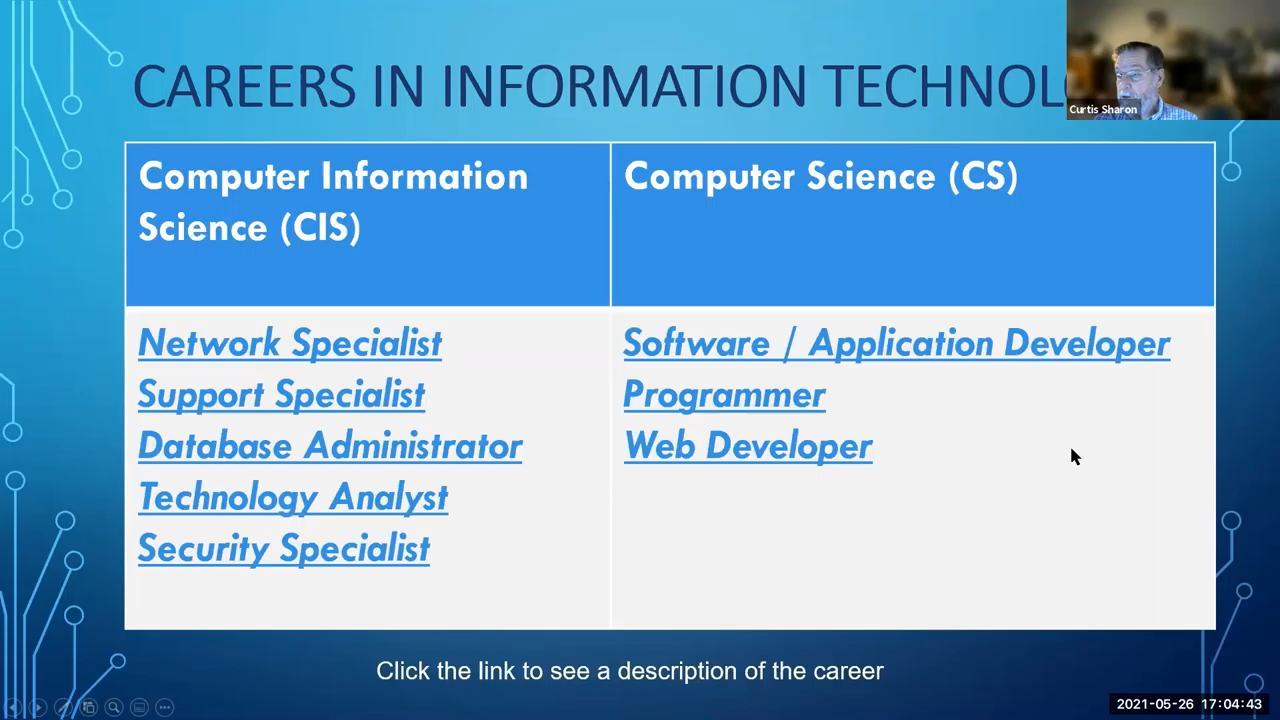 CAREERS IN INFORMATION TECHNOLO
Curtis Sharon
Computer Information
Science (CIS)
Computer Science (CS)
Network Specialist
Support Specialist
Database Administrator
Technology Analyst
Security Specialist
Software / Application Developer
Programmer
Web Developer
Click the link to see a description of the career
2021-05-26 17:04:43